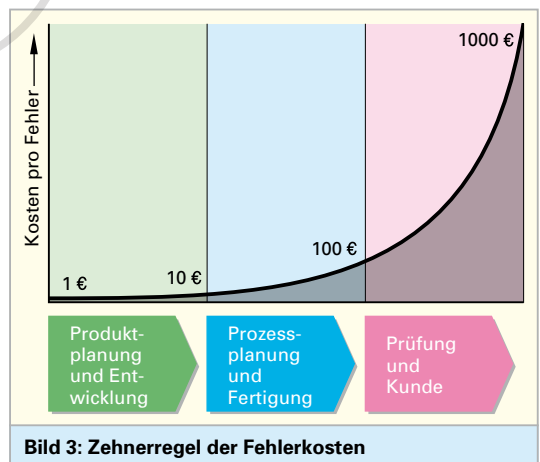 Kosten pro Fehler
1000 €
100 €
10 €
1 €
Produkt-
planung
und Ent-
wicklung
Prozess-
planung
und
Fertigung
Prüfung
und
Kunde
Bild 3: Zehnerregel der Fehlerkosten